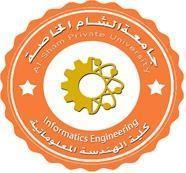 جامعة الشام الخاصة
Al-Sham Private University
Informatics Engineering
كلية الهندسة المعلوماتية